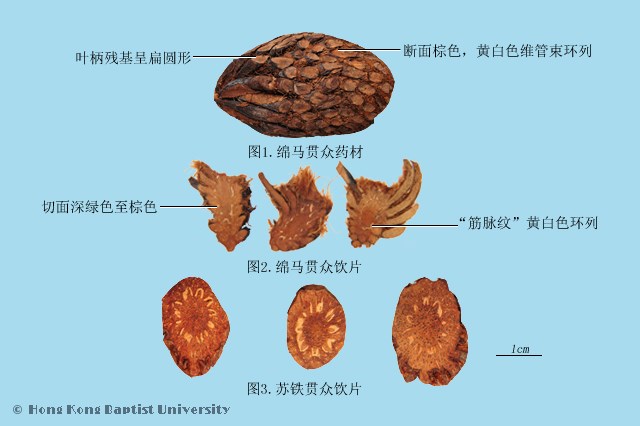 叶柄残基呈扁圆形
断面棕色，黄白色维管束环列
图1.绵马贯众药材
切面深绿色至棕色
“筋脉纹”黄白色环列
图2.绵马贯众饮片
1cm
图3.苏铁贯众饮片
© Hong Kong Baptist University